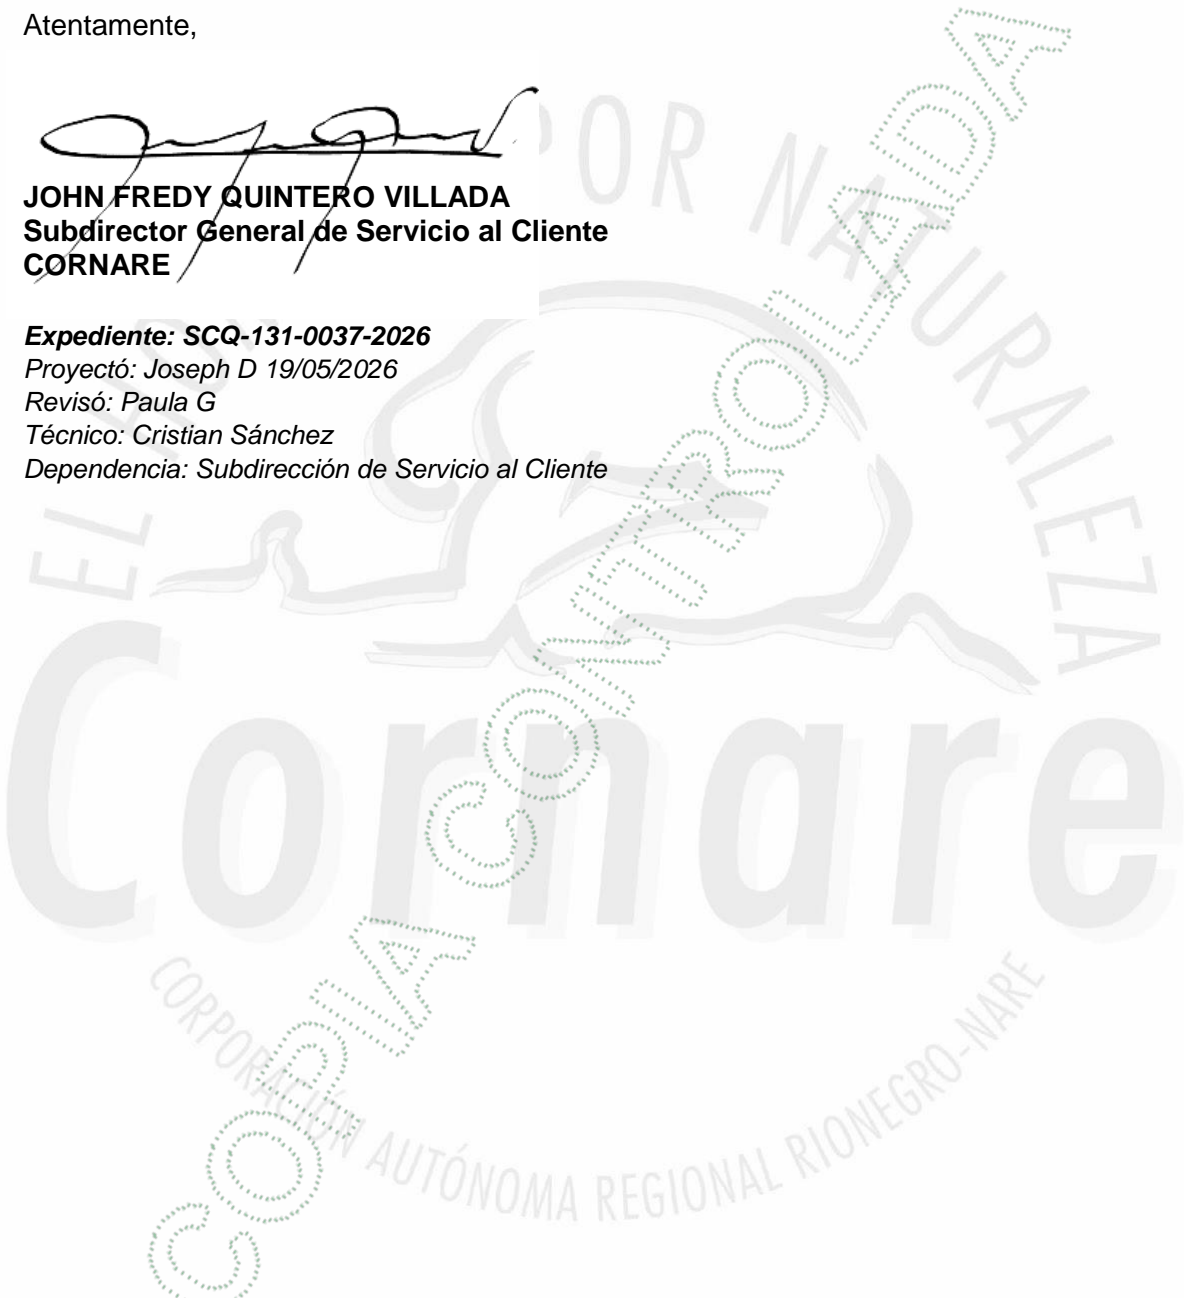 Atentamente,
JOHN FREDY QUINTERO VILLADA
Subdirector General de Servicio al Cliente
CORNARE
Expediente: SCQ-131-0037-2026
Proyectó: Joseph D 19/05/2026
Revisó: Paula G
Técnico: Cristian Sánchez
Dependencia: Subdirección de Servicio al Cliente
POR NATURALEZA
Cornare
CORPORACIÓN AUTÓNOMA REGIONAL RIONEGRO-NARE
COPIA CONTROLADA